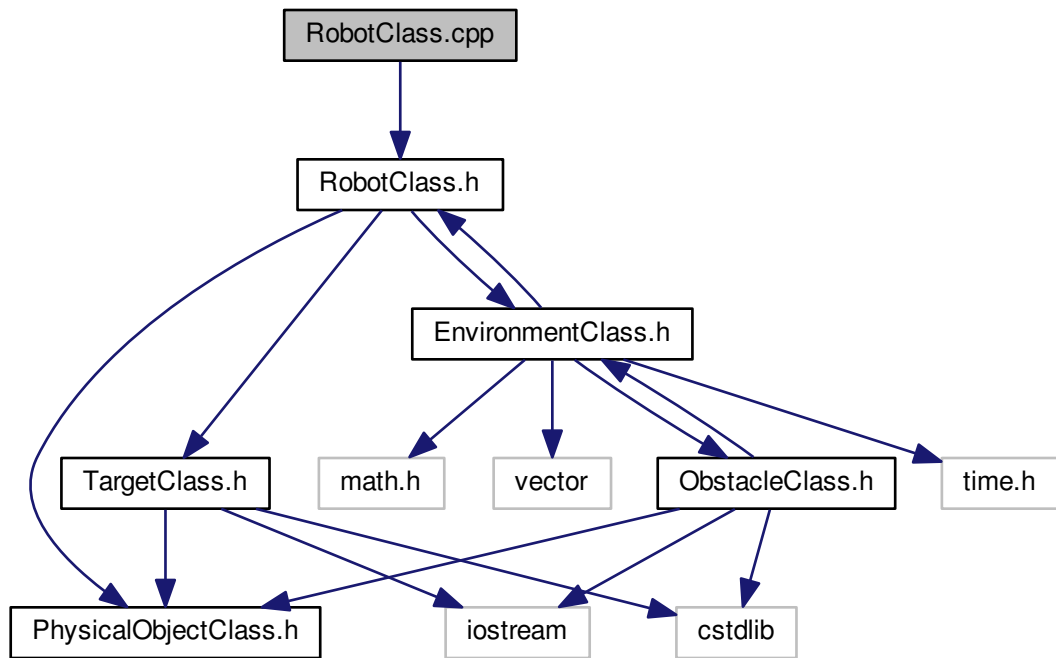 RobotClass.cpp
RobotClass.h
EnvironmentClass.h
TargetClass.h
math.h
vector
ObstacleClass.h
time.h
PhysicalObjectClass.h
iostream
cstdlib